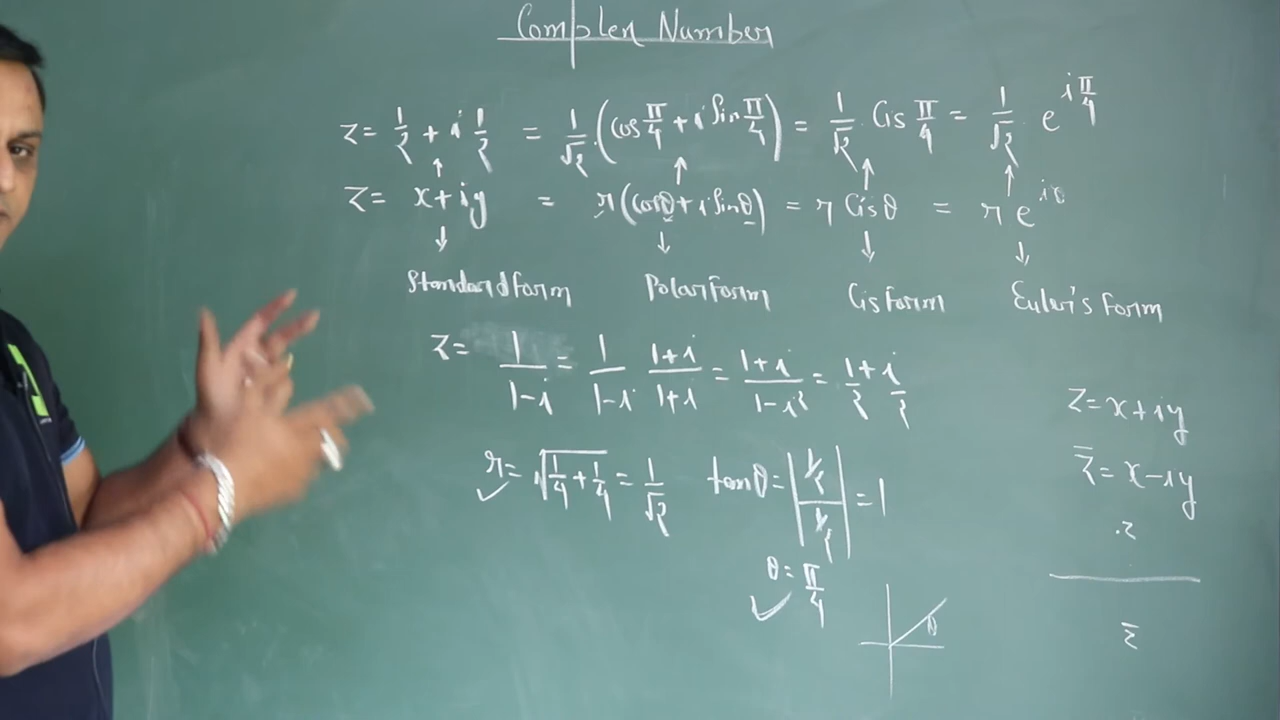 Complex Number
z = 1/2 + i 1/2 = 1/√2 (cos π/4 + i sin π/4) = 1/√2 Cis π/4 = 1/√2 e^(i π/4)
z = x + iy = r (cosθ + i sinθ) = r Cisθ = r e^(iθ)
↑ ↑ ↑ ↑
↓ ↓ ↓ ↓
Standard form Polar Form Cis Form Euler's Form
z = 1/(1-i) = 1/(1-i) (1+i)/(1+i) = (1+i)/(1-i²) = 1/2 + i/2
z = x + iy
z̄ = x - iy
r = √(1/4 + 1/4) = 1/√2 tanθ = |(1/2)/(1/2)| = 1
✓
.z
θ = π/4
✓
θ
z̄